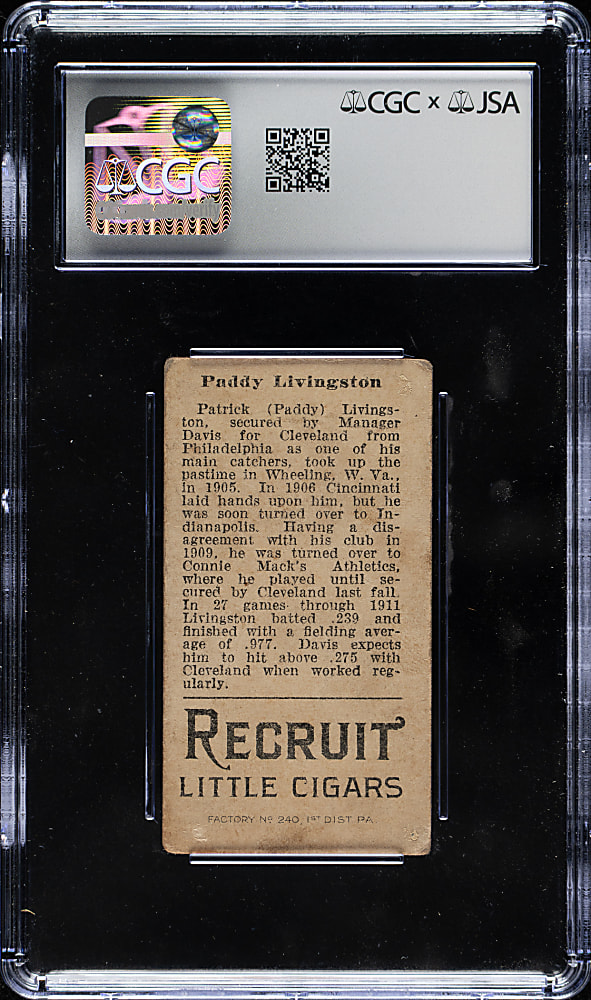 CGC x JSA
CGC
Paddy Livingston
Patrick (Paddy) Livings-
ton, secured by Manager
Davis for Cleveland from
Philadelphia as one of his
main catchers, took up the
pastime in Wheeling, W. Va.,
in 1905. In 1906 Cincinnati
laid hands upon him, but he
was soon turned over to In-
dianapolis. Having a dis-
agreement with his club in
1909, he was turned over to
Connie Mack's Athletics,
where he played until se-
cured by Cleveland last fall.
In 27 games through 1911
Livingston batted .239 and
finished with a fielding aver-
age of .977. Davis expects
him to hit above .275 with
Cleveland when worked reg-
ularly.
RECRUIT
LITTLE CIGARS
FACTORY Nº 240, 1ST DIST PA.